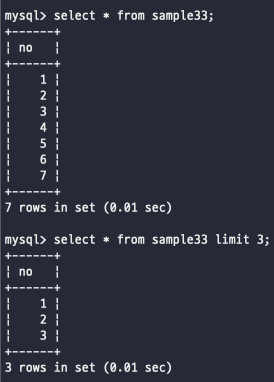 mysql> select * from sample33;
+------+
| no   |
+------+
|    1 |
|    2 |
|    3 |
|    4 |
|    5 |
|    6 |
|    7 |
+------+
7 rows in set (0.01 sec)
mysql> select * from sample33 limit 3;
+------+
| no   |
+------+
|    1 |
|    2 |
|    3 |
+------+
3 rows in set (0.01 sec)